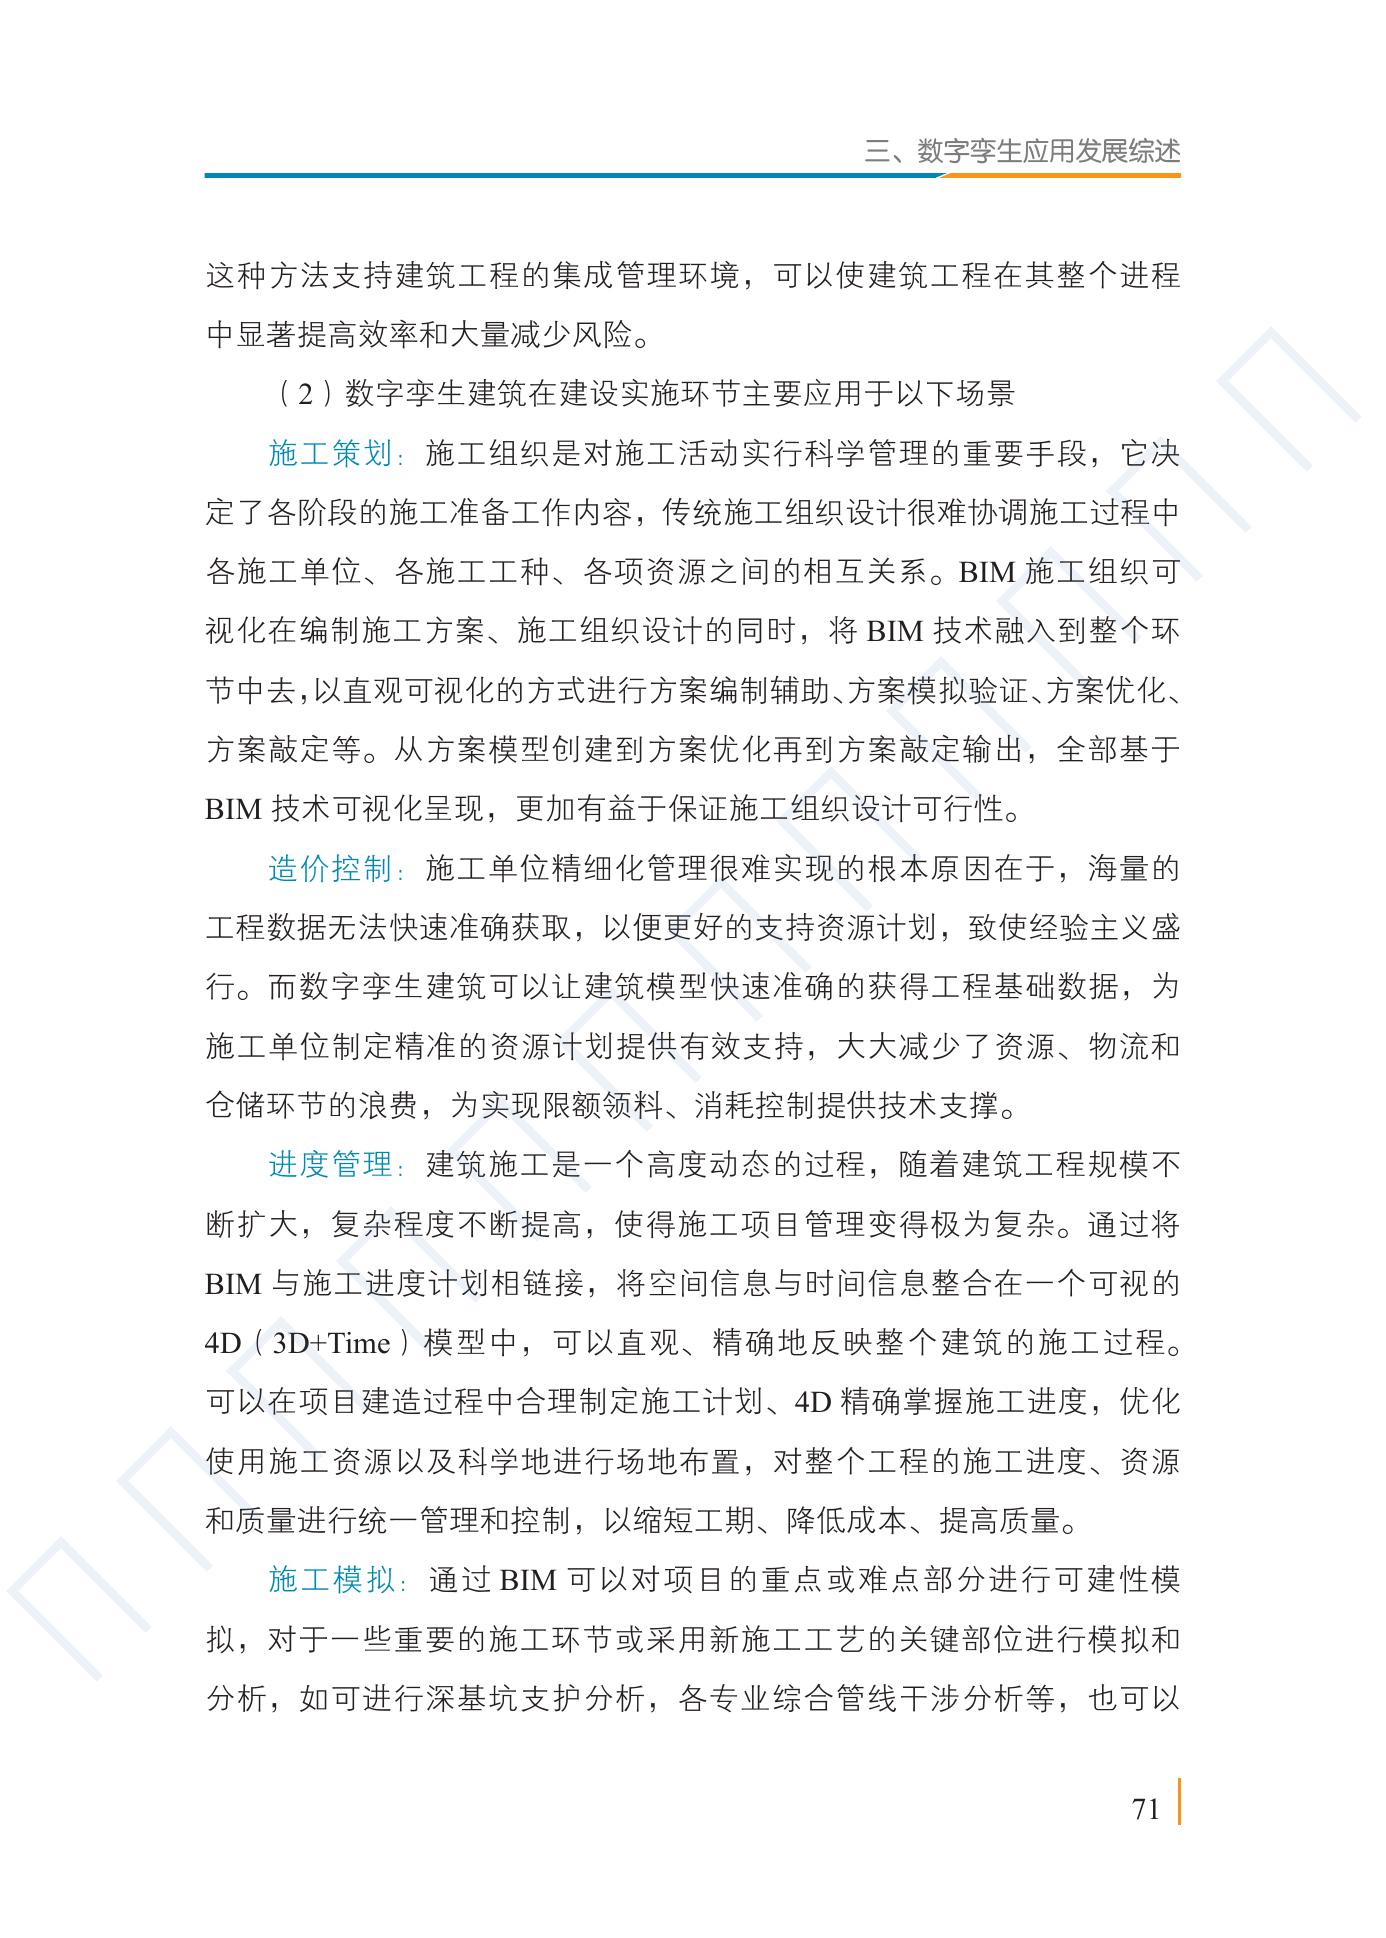 三、数字孪生应用发展综述
这种方法支持建筑工程的集成管理环境，可以使建筑工程在其整个进程
中显著提高效率和大量减少风险。
（2）数字孪生建筑在建设实施环节主要应用于以下场景
施工策划：施工组织是对施工活动实行科学管理的重要手段，它决
定了各阶段的施工准备工作内容，传统施工组织设计很难协调施工过程中
各施工单位、各施工工种、各项资源之间的相互关系。BIM 施工组织可
视化在编制施工方案、施工组织设计的同时，将 BIM 技术融入到整个环
节中去，以直观可视化的方式进行方案编制辅助、方案模拟验证、方案优化、
方案敲定等。从方案模型创建到方案优化再到方案敲定输出，全部基于
BIM 技术可视化呈现，更加有益于保证施工组织设计可行性。
造价控制：施工单位精细化管理很难实现的根本原因在于，海量的
工程数据无法快速准确获取，以便更好的支持资源计划，致使经验主义盛
行。而数字孪生建筑可以让建筑模型快速准确的获得工程基础数据，为
施工单位制定精准的资源计划提供有效支持，大大减少了资源、物流和
仓储环节的浪费，为实现限额领料、消耗控制提供技术支撑。
进度管理：建筑施工是一个高度动态的过程，随着建筑工程规模不
断扩大，复杂程度不断提高，使得施工项目管理变得极为复杂。通过将
BIM 与施工进度计划相链接，将空间信息与时间信息整合在一个可视的
4D（3D+Time）模型中，可以直观、精确地反映整个建筑的施工过程。
可以在项目建造过程中合理制定施工计划、4D 精确掌握施工进度，优化
使用施工资源以及科学地进行场地布置，对整个工程的施工进度、资源
和质量进行统一管理和控制，以缩短工期、降低成本、提高质量。
施工模拟：通过 BIM 可以对项目的重点或难点部分进行可建性模
拟，对于一些重要的施工环节或采用新施工工艺的关键部位进行模拟和
分析，如可进行深基坑支护分析，各专业综合管线干涉分析等，也可以
71